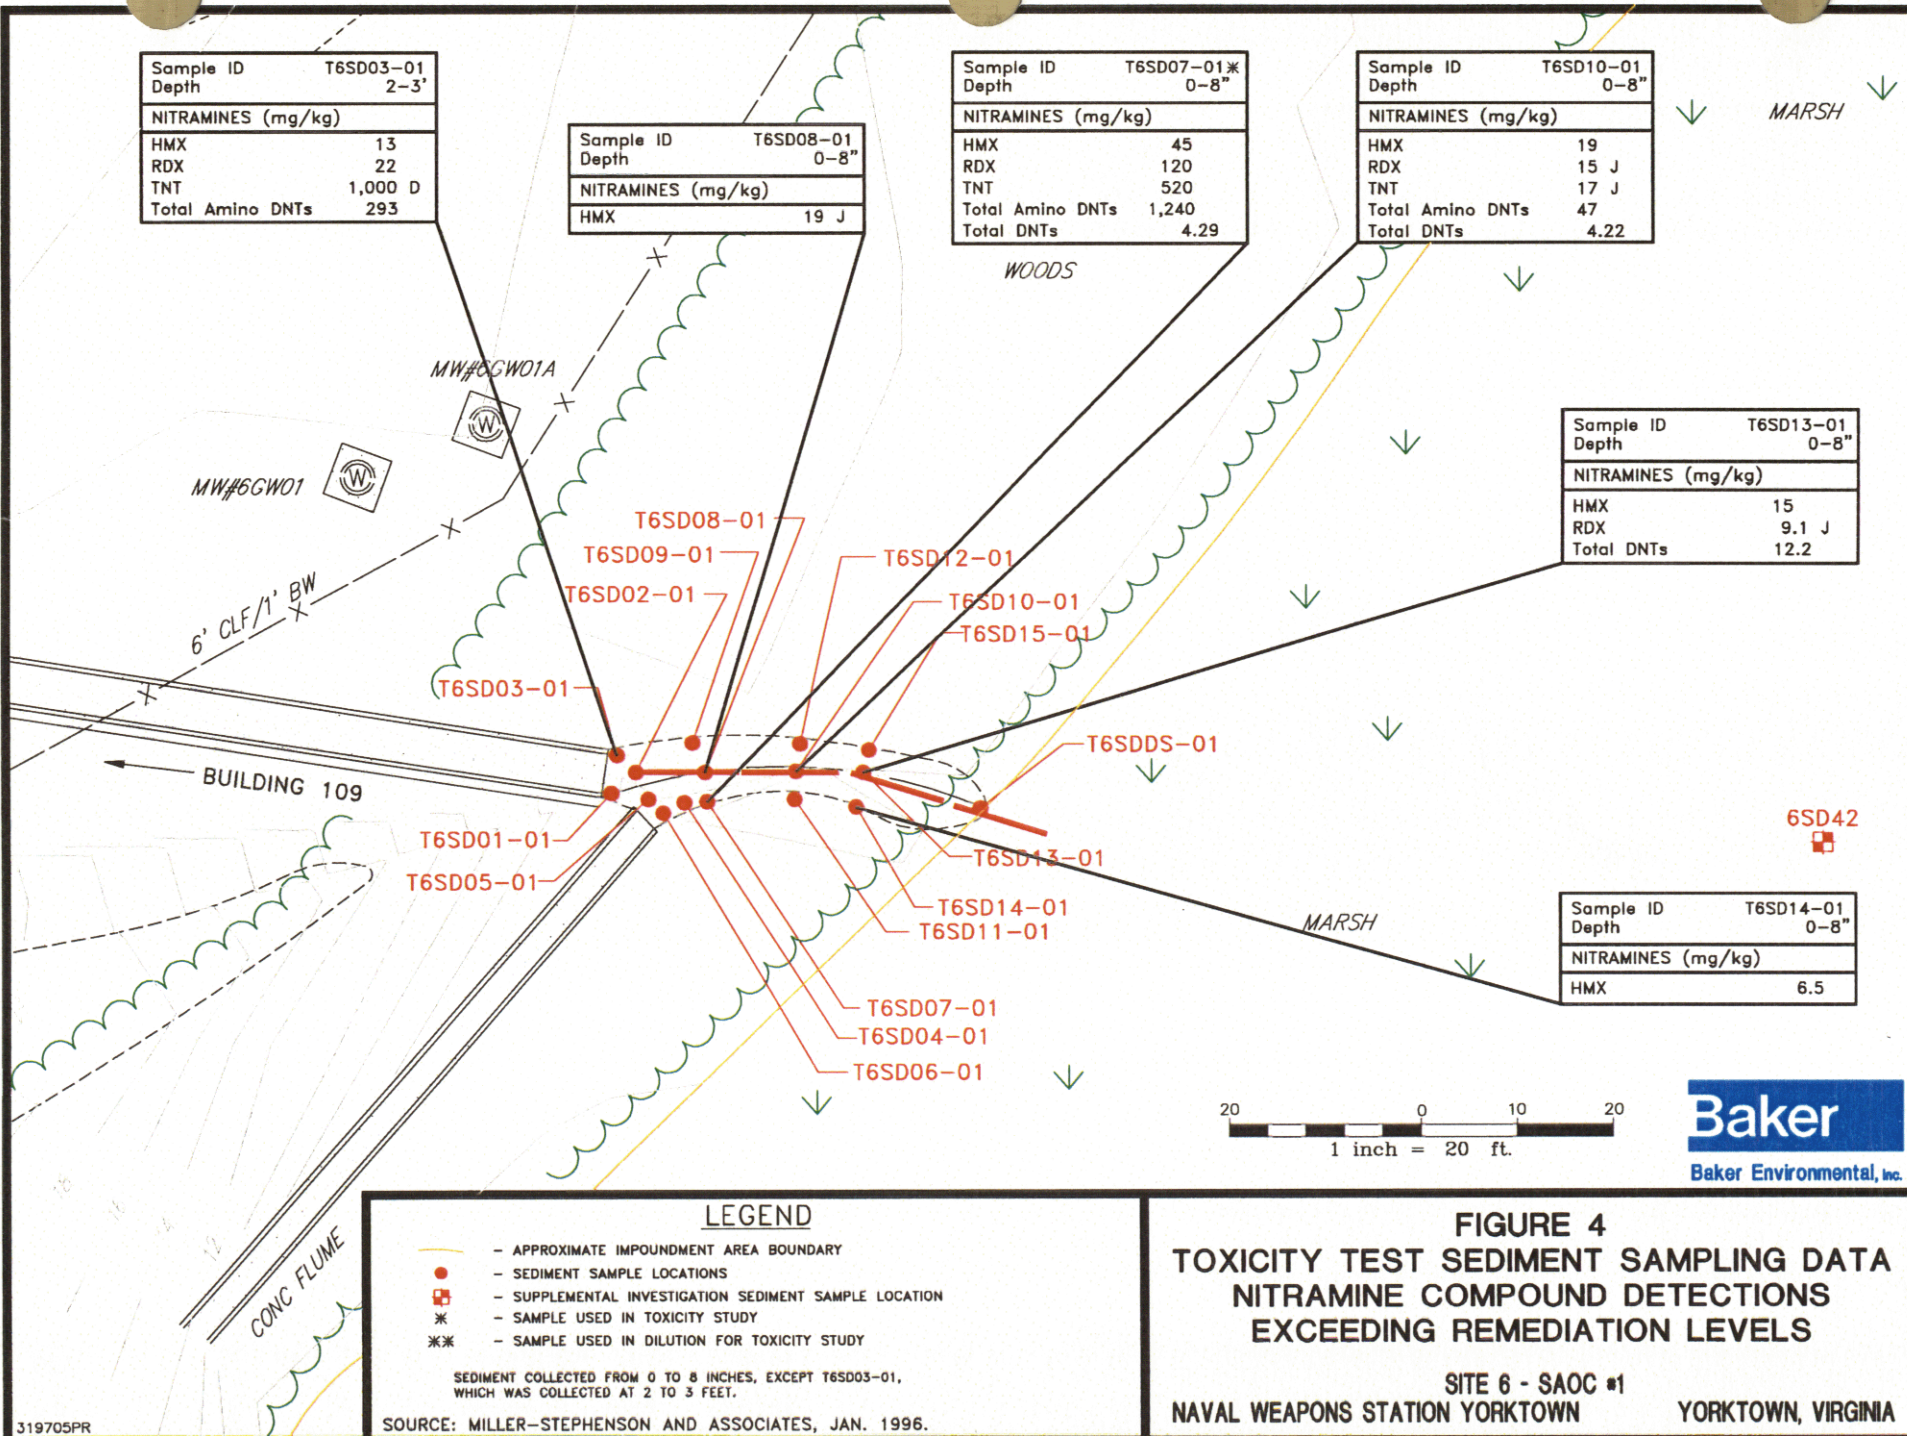 Sample ID T6SD03-01
Depth 2-3'
NITRAMINES (mg/kg)
HMX 13
RDX 22
TNT 1,000 D
Total Amino DNTs 293
Sample ID T6SD08-01
Depth 0-8"
NITRAMINES (mg/kg)
HMX 19 J
Sample ID T6SD07-01*
Depth 0-8"
NITRAMINES (mg/kg)
HMX 45
RDX 120
TNT 520
Total Amino DNTs 1,240
Total DNTs 4.29
Sample ID T6SD10-01
Depth 0-8"
NITRAMINES (mg/kg)
HMX 19
RDX 15 J
TNT 17 J
Total Amino DNTs 47
Total DNTs 4.22
MARSH
WOODS
MW#6GW01A
MW#6GW01
W
W
6' CLF/1' BW
Sample ID T6SD13-01
Depth 0-8"
NITRAMINES (mg/kg)
HMX 15
RDX 9.1 J
Total DNTs 12.2
T6SD08-01
T6SD09-01
T6SD02-01
T6SD03-01
T6SD12-01
T6SD10-01
T6SD15-01
T6SDDS-01
BUILDING 109
T6SD01-01
T6SD05-01
T6SD13-01
T6SD14-01
T6SD11-01
T6SD07-01
T6SD04-01
T6SD06-01
6SD42
MARSH
Sample ID T6SD14-01
Depth 0-8"
NITRAMINES (mg/kg)
HMX 6.5
CONC FLUME
12
20 0 10 20
1 inch = 20 ft.
Baker
Baker Environmental, Inc.
LEGEND
- APPROXIMATE IMPOUNDMENT AREA BOUNDARY
- SEDIMENT SAMPLE LOCATIONS
- SUPPLEMENTAL INVESTIGATION SEDIMENT SAMPLE LOCATION
* - SAMPLE USED IN TOXICITY STUDY
** - SAMPLE USED IN DILUTION FOR TOXICITY STUDY
SEDIMENT COLLECTED FROM 0 TO 8 INCHES, EXCEPT T6SD03-01,
WHICH WAS COLLECTED AT 2 TO 3 FEET.
SOURCE: MILLER-STEPHENSON AND ASSOCIATES, JAN. 1996.
319705PR
FIGURE 4
TOXICITY TEST SEDIMENT SAMPLING DATA
NITRAMINE COMPOUND DETECTIONS
EXCEEDING REMEDIATION LEVELS
SITE 6 - SAOC #1
NAVAL WEAPONS STATION YORKTOWN YORKTOWN, VIRGINIA